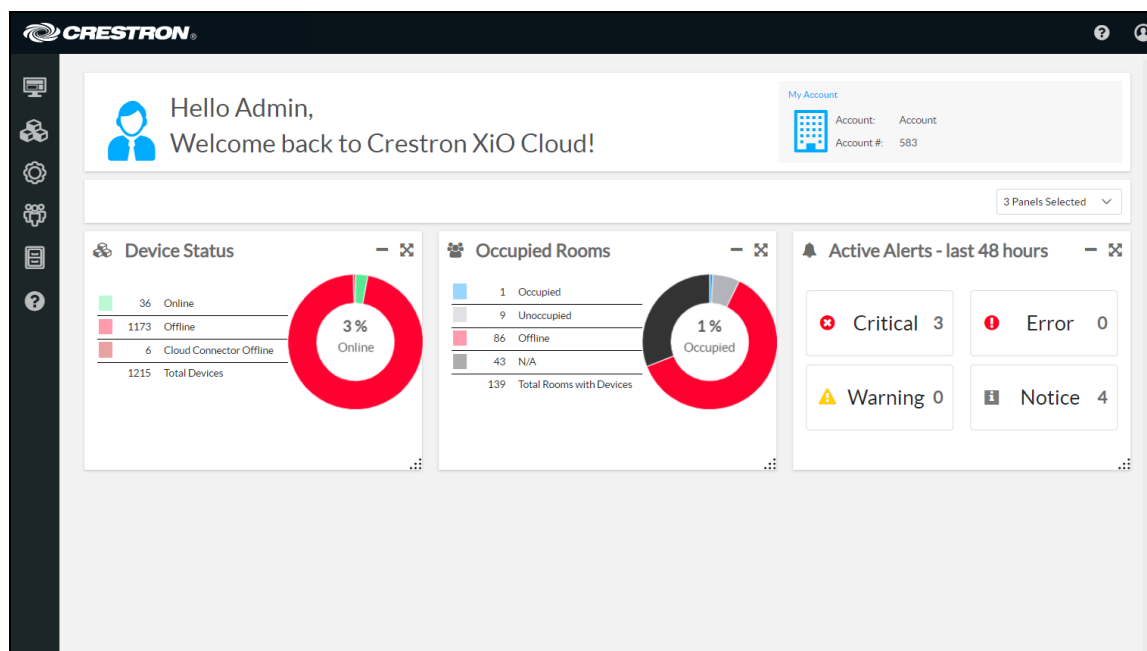 CRESTRON®
Hello Admin,
Welcome back to Crestron XiO Cloud!
My Account
Account: Account
Account #: 583
3 Panels Selected
Device Status
36 Online
1173 Offline
6 Cloud Connector Offline
1215 Total Devices
3 %
Online
Occupied Rooms
1 Occupied
9 Unoccupied
86 Offline
43 N/A
139 Total Rooms with Devices
1 %
Occupied
Active Alerts - last 48 hours
Critical 3
Error 0
Warning 0
Notice 4